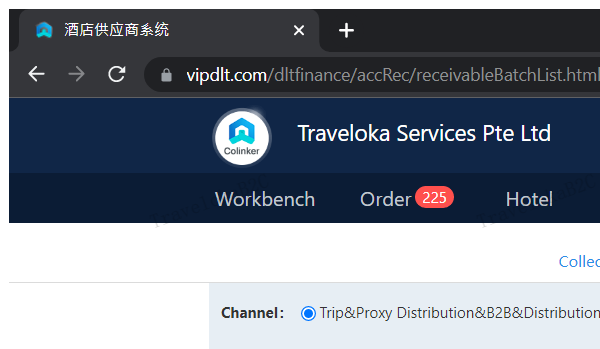 酒店供应商系统
vipdlt.com/dltfinance/accRec/receivableBatchList.html
Colinker
Traveloka Services Pte Ltd
Workbench Order 225 Hotel
Collec
Channel: Trip&Proxy Distribution&B2B&Distribution